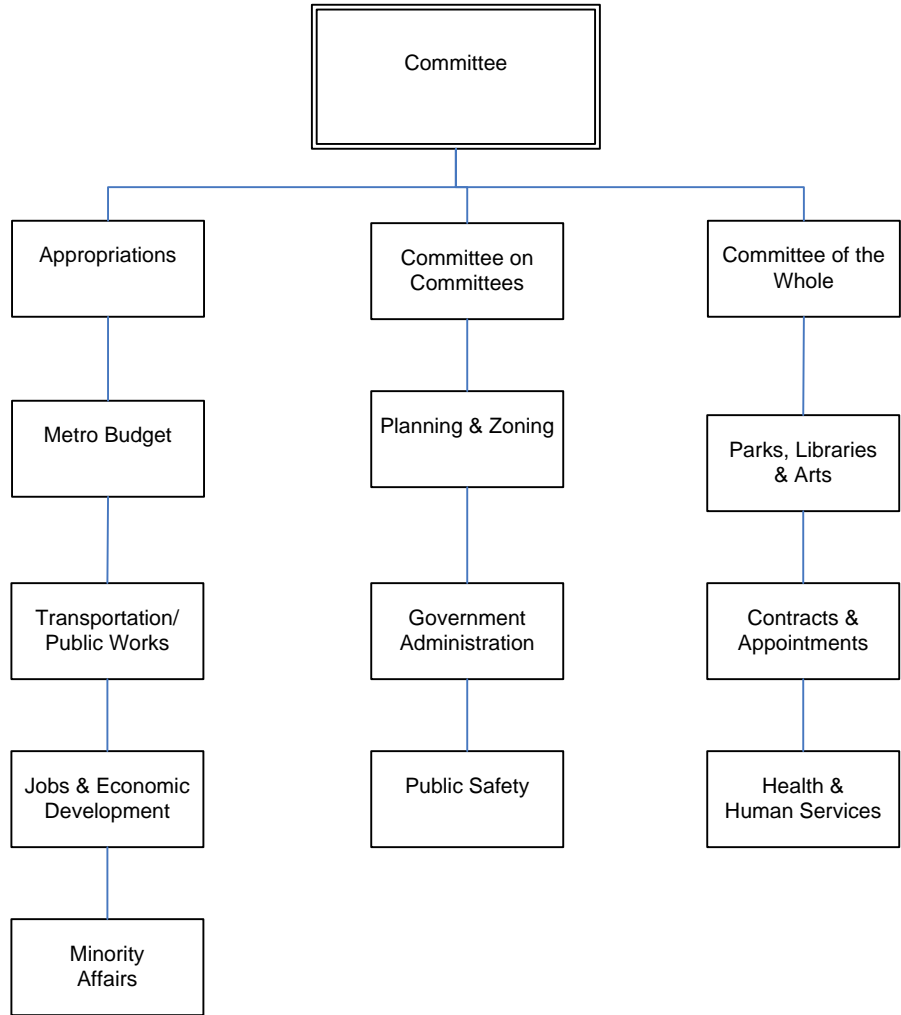 Committee
Appropriations
Committee on
Committees
Committee of the
Whole
Metro Budget
Planning & Zoning
Parks, Libraries
& Arts
Transportation/
Public Works
Government
Administration
Contracts &
Appointments
Jobs & Economic
Development
Public Safety
Health &
Human Services
Minority
Affairs